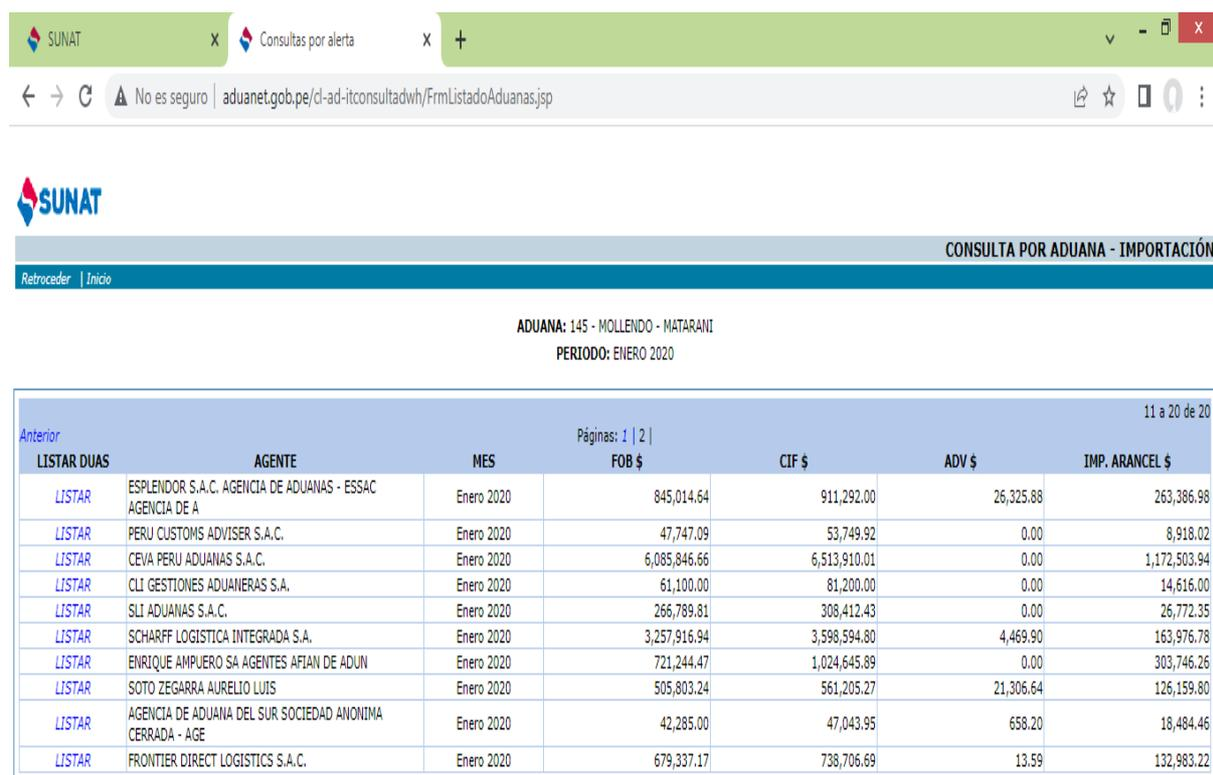 SUNAT
Consultas por alerta
No es seguro | aduanet.gob.pe/cl-ad-itconsultadwh/FrmListadoAduanas.jsp
SUNAT
CONSULTA POR ADUANA - IMPORTACIÓN
Retroceder | Inicio
ADUANA: 145 - MOLLENDO - MATARANI
PERIODO: ENERO 2020
11 a 20 de 20
Anterior Páginas: 1 | 2 |
LISTAR DUAS AGENTE MES FOB $ CIF $ ADV $ IMP. ARANCEL $
LISTAR ESPLENDOR S.A.C. AGENCIA DE ADUANAS - ESSAC AGENCIA DE A Enero 2020 845,014.64 911,292.00 26,325.88 263,386.98
LISTAR PERU CUSTOMS ADVISER S.A.C. Enero 2020 47,747.09 53,749.92 0.00 8,918.02
LISTAR CEVA PERU ADUANAS S.A.C. Enero 2020 6,085,846.66 6,513,910.01 0.00 1,172,503.94
LISTAR CLI GESTIONES ADUANERAS S.A. Enero 2020 61,100.00 81,200.00 0.00 14,616.00
LISTAR SLI ADUANAS S.A.C. Enero 2020 266,789.81 308,412.43 0.00 26,772.35
LISTAR SCHARFF LOGISTICA INTEGRADA S.A. Enero 2020 3,257,916.94 3,598,594.80 4,469.90 163,976.78
LISTAR ENRIQUE AMPUERO SA AGENTES AFIAN DE ADUN Enero 2020 721,244.47 1,024,645.89 0.00 303,746.26
LISTAR SOTO ZEGARRA AURELIO LUIS Enero 2020 505,803.24 561,205.27 21,306.64 126,159.80
LISTAR AGENCIA DE ADUANA DEL SUR SOCIEDAD ANONIMA CERRADA - AGE Enero 2020 42,285.00 47,043.95 658.20 18,484.46
LISTAR FRONTIER DIRECT LOGISTICS S.A.C. Enero 2020 679,337.17 738,706.69 13.59 132,983.22